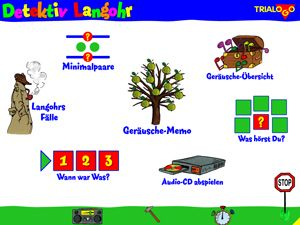 Detektiv Langohr
TRIALOGO
?
Minimalpaare
Geräusche-Übersicht
Langohrs
Fälle
Geräusche-Memo
?
Was hörst Du?
1 2 3
Wann war Was?
Audio-CD abspielen
STOP